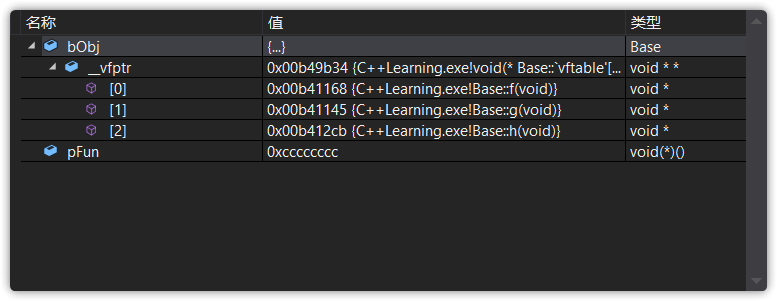 名称 值 类型
bObj {...} Base
__vfptr 0x00b49b34 {C++Learning.exe!void(* Base::`vftable'[... void * *
[0] 0x00b41168 {C++Learning.exe!Base::f(void)} void *
[1] 0x00b41145 {C++Learning.exe!Base::g(void)} void *
[2] 0x00b412cb {C++Learning.exe!Base::h(void)} void *
pFun 0xcccccccc void(*)()